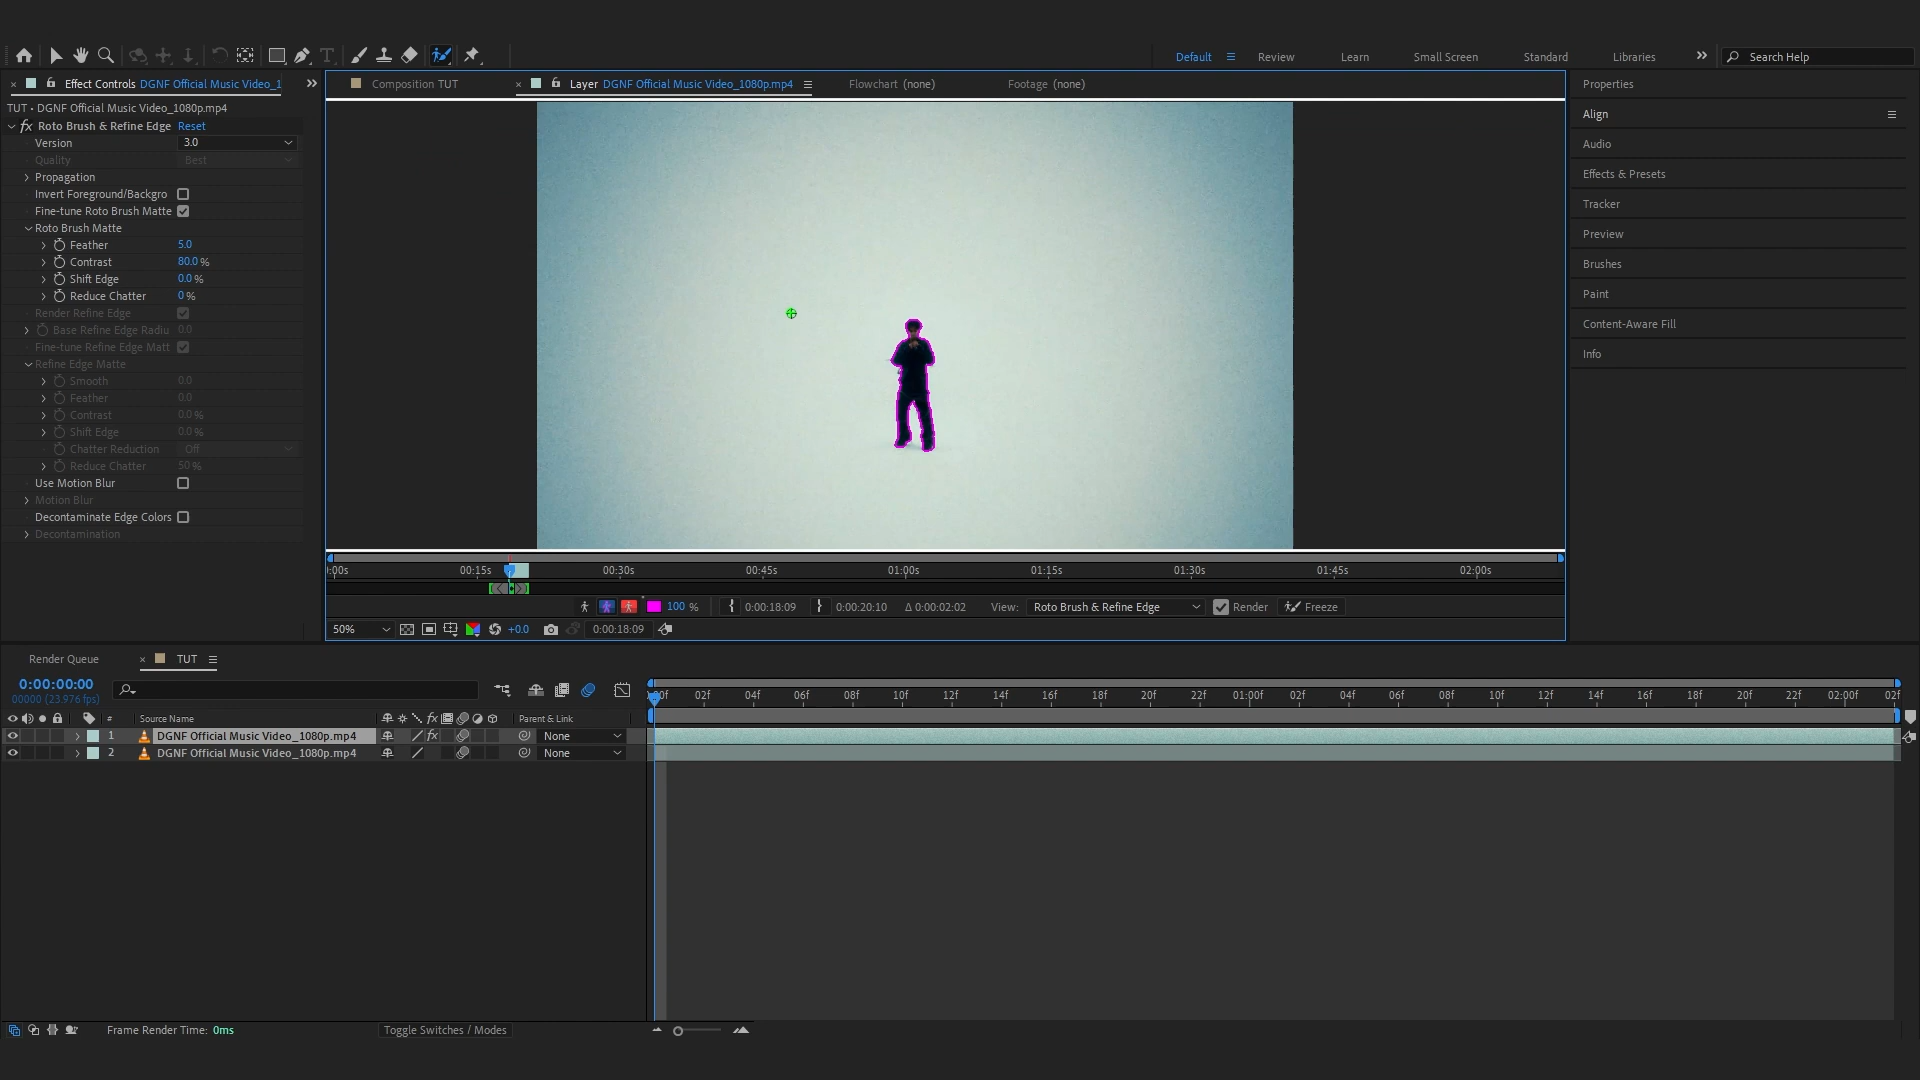 Default
Review
Learn
Small Screen
Standard
Libraries
Search Help
Effect Controls DGNF Official Music Video_1
TUT • DGNF Official Music Video_1080p.mp4
fx Roto Brush & Refine Edge Reset
Version 3.0
Quality Best
Propagation
Invert Foreground/Backgro
Fine-tune Roto Brush Matte
Roto Brush Matte
Feather 5.0
Contrast 80.0 %
Shift Edge 0.0 %
Reduce Chatter 0 %
Render Refine Edge
Base Refine Edge Radiu 0.0
Fine-tune Refine Edge Matt
Refine Edge Matte
Smooth 0.0
Feather 0.0
Contrast 0.0 %
Shift Edge 0.0 %
Chatter Reduction Off
Reduce Chatter 50 %
Use Motion Blur
Motion Blur
Decontaminate Edge Colors
Decontamination
Composition TUT
Layer DGNF Official Music Video_1080p.mp4
Flowchart (none)
Footage (none)
:00s 00:15s 00:30s 00:45s 01:00s 01:15s 01:30s 01:45s 02:00s
100 % 0:00:18:09 0:00:20:10 Δ 0:00:02:02 View: Roto Brush & Refine Edge Render Freeze
50% +0.0 0:00:18:09
Properties
Align
Audio
Effects & Presets
Tracker
Preview
Brushes
Paint
Content-Aware Fill
Info
Render Queue
TUT
0:00:00:00
00000 (23.976 fps)
:00f 02f 04f 06f 08f 10f 12f 14f 16f 18f 20f 22f 01:00f 02f 04f 06f 08f 10f 12f 14f 16f 18f 20f 22f 02:00f 02f
# Source Name fx Parent & Link
1 DGNF Official Music Video_1080p.mp4 fx None
2 DGNF Official Music Video_1080p.mp4 None
Frame Render Time: 0ms
Toggle Switches / Modes